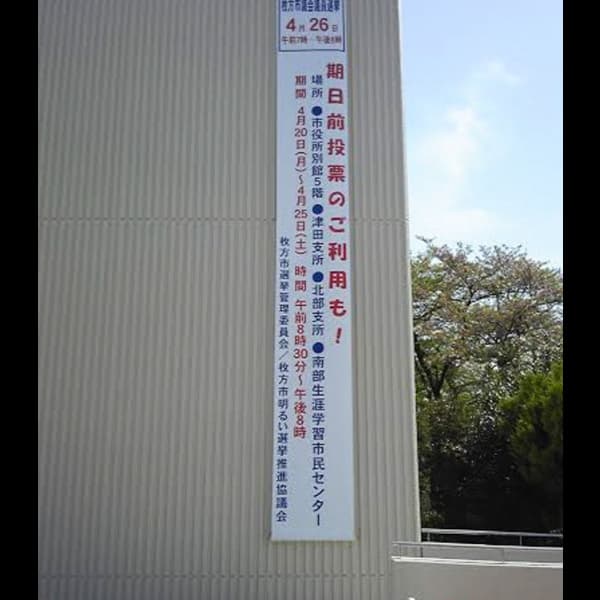 枚方市議会議員選挙
4月26日
午前7時〜午後8時
期日前投票のご利用も!
場所 ●市役所別館5階 ●津田支所 ●北部支所 ●南部生涯学習市民センター
期間 4月20日(月)〜4月25日(土) 時間 午前8時30分〜午後8時
枚方市選挙管理委員会/枚方市明るい選挙推進協議会